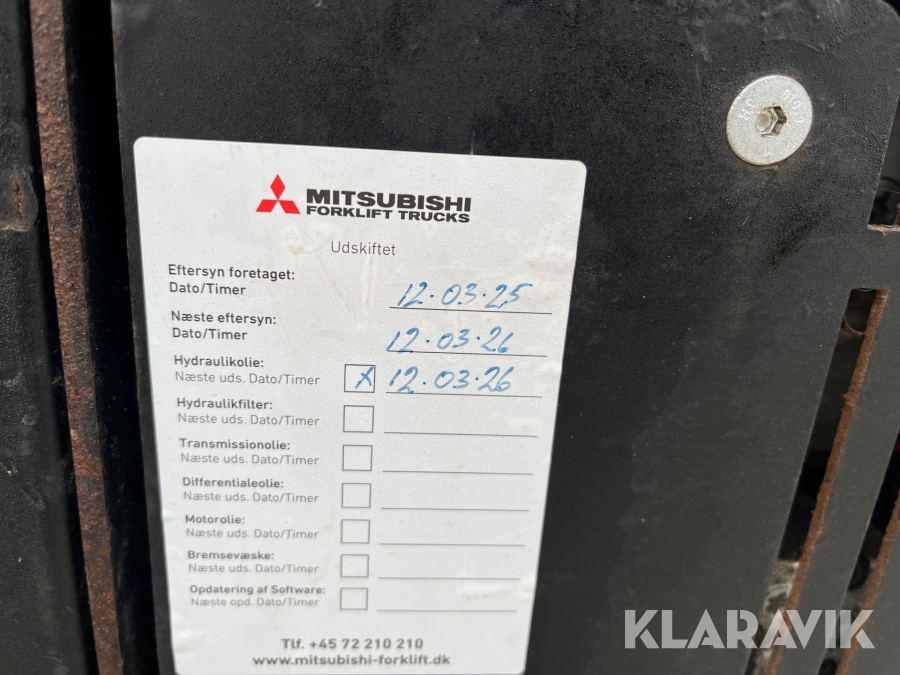 MITSUBISHI
FORKLIFT TRUCKS
Udskiftet
Eftersyn foretaget:
Dato/Timer 12.03.25
Næste eftersyn:
Dato/Timer 12.03.26
Hydraulikolie:
Næste uds. Dato/Timer X 12.03.26
Hydraulikfilter:
Næste uds. Dato/Timer
Transmissionolie:
Næste uds. Dato/Timer
Differentialeolie:
Næste uds. Dato/Timer
Motorolie:
Næste uds. Dato/Timer
Bremsevæske:
Næste uds. Dato/Timer
Opdatering af Software:
Næste opd. Dato/Timer
Tlf. +45 72 210 210
www.mitsubishi-forklift.dk
KLARAVIK